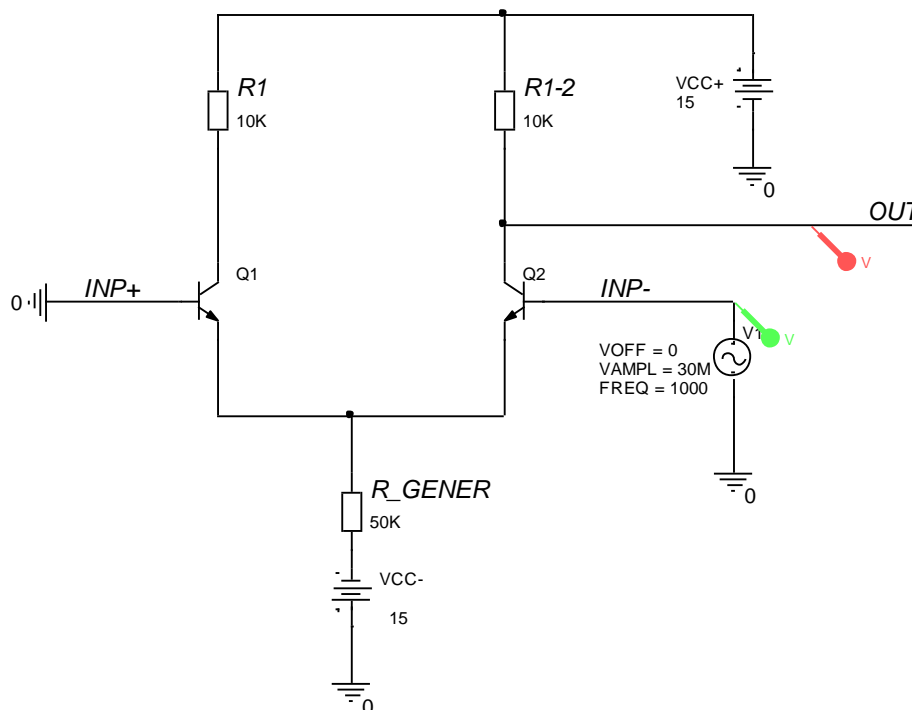 R1
10K
R1-2
10K
VCC+
15
0
OUT
V
Q1
Q2
INP+
0
INP-
V1
V
VOFF = 0
VAMPL = 30M
FREQ = 1000
0
R_GENER
50K
VCC-
15
0